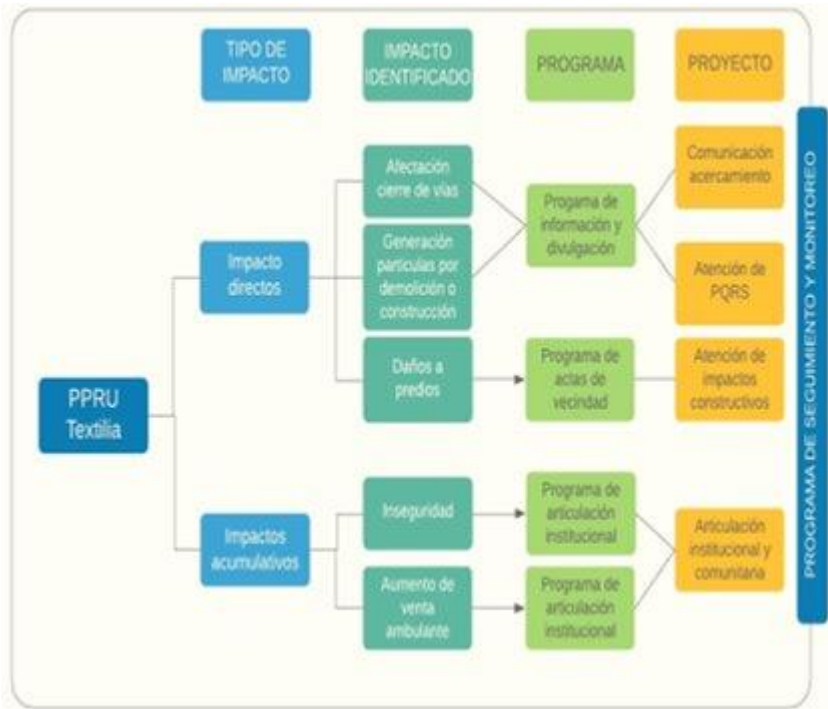 TIPO DE
IMPACTO
IMPACTO
IDENTIFICADO
PROGRAMA
PROYECTO
Afectación
cierre de vías
Generación
particulas por
demolición o
construcción
Daños a
predios
Impacto
directos
Progama de
información y
divulgación
Comunicación
acercamiento
Atención de
PQRS
Programa de
actas de
vecindad
Atención de
impactos
constructivos
PPRU
Textilia
Impactos
acumulativos
Inseguridad
Programa de
articulación
institucional
Aumento de
venta
ambulante
Programa de
articulación
institucional
Articulación
institucional y
comunitaria
PROGRAMA DE SEGUIMIENTO Y MONITOREO